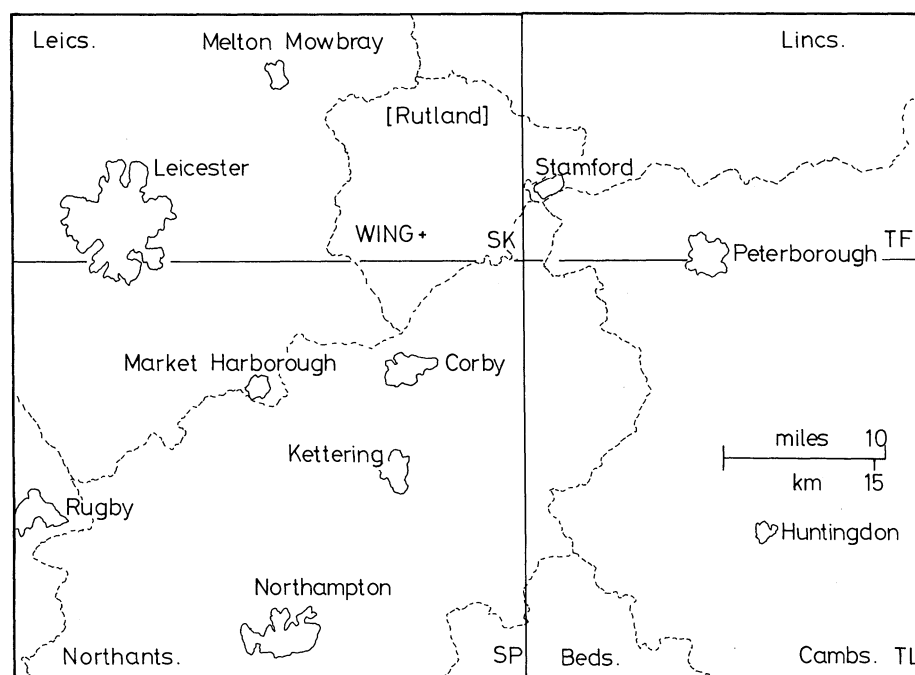 Leics.
Melton Mowbray
Lincs.
[Rutland]
Leicester
Stamford
WING+
SK
Peterborough
TF
Market Harborough
Corby
miles 10
km 15
Kettering
Rugby
Huntingdon
Northampton
Northants.
SP
Beds.
Cambs.
TL